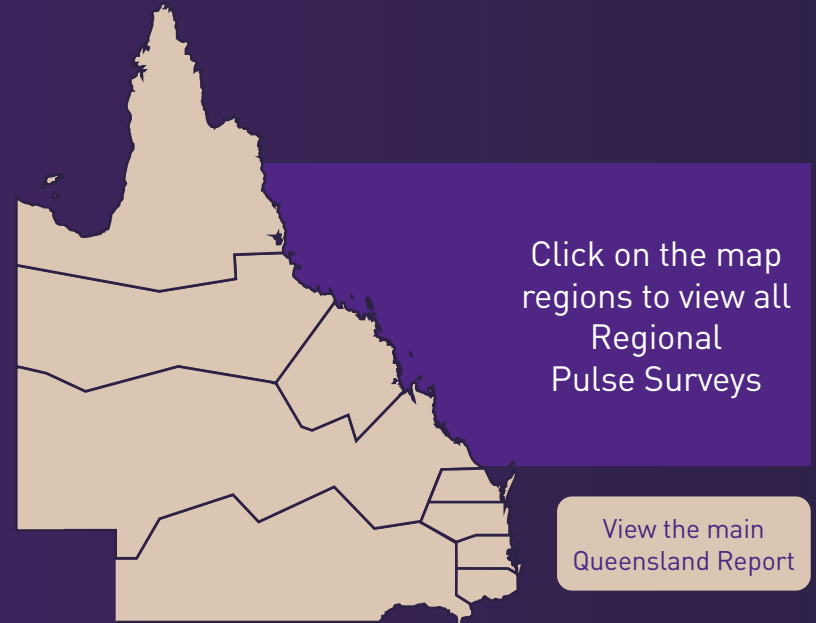 Click on the map
regions to view all
Regional
Pulse Surveys
View the main
Queensland Report